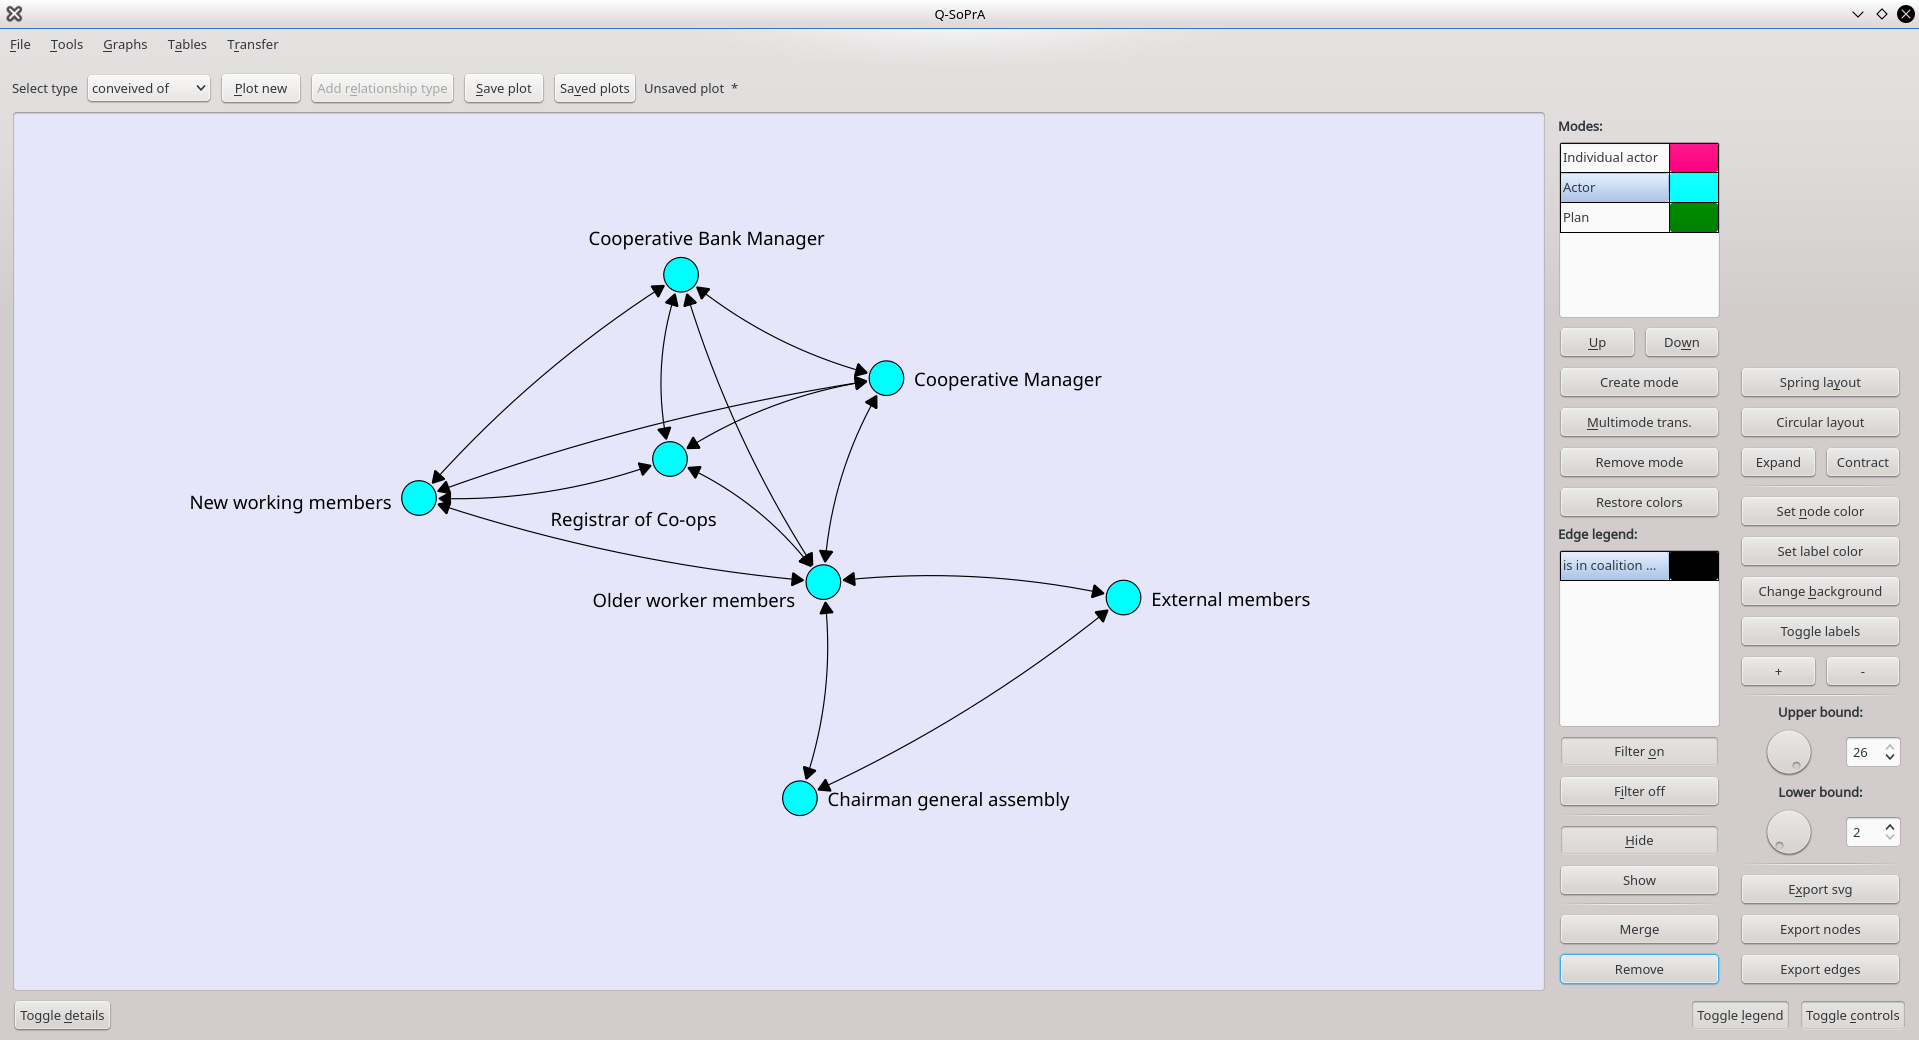 Q-SoPrA
File Tools Graphs Tables Transfer
Select type conveived of Plot new Add relationship type Save plot Saved plots Unsaved plot *
Cooperative Bank Manager
Cooperative Manager
New working members
Registrar of Co-ops
Older worker members
External members
Chairman general assembly
Modes:
Individual actor
Actor
Plan
Up Down
Create mode
Multimode trans.
Remove mode
Restore colors
Edge legend:
is in coalition ...
Filter on
Filter off
Hide
Show
Merge
Remove
Spring layout
Circular layout
Expand Contract
Set node color
Set label color
Change background
Toggle labels
+ -
Upper bound:
26
Lower bound:
2
Export svg
Export nodes
Export edges
Toggle details Toggle legend Toggle controls